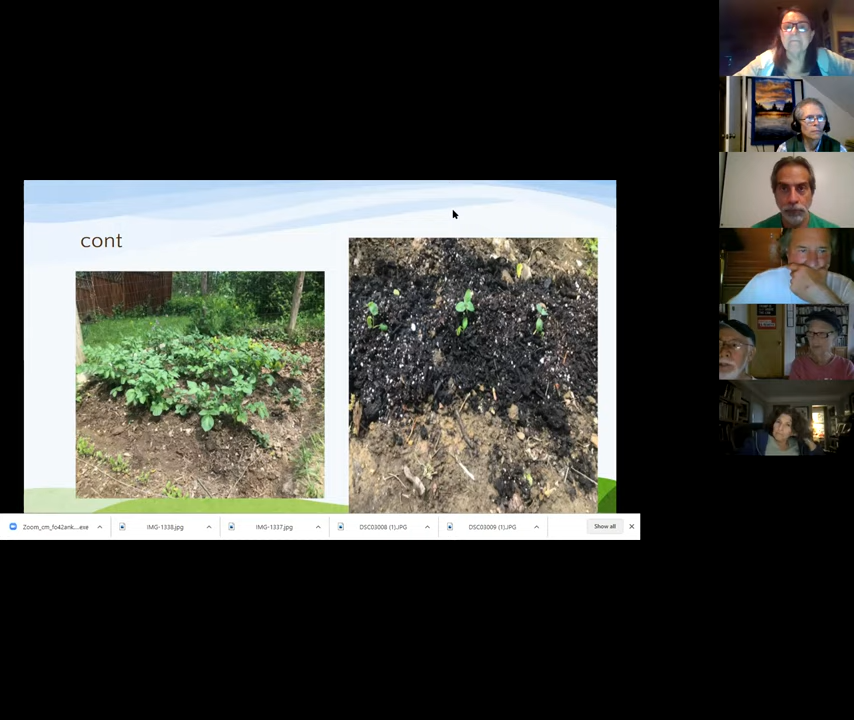 cont
Zoom_cm_fo42ank....exe
IMG-1338.jpg
IMG-1337.jpg
DSC03008 (1).JPG
DSC03009 (1).JPG
Show all